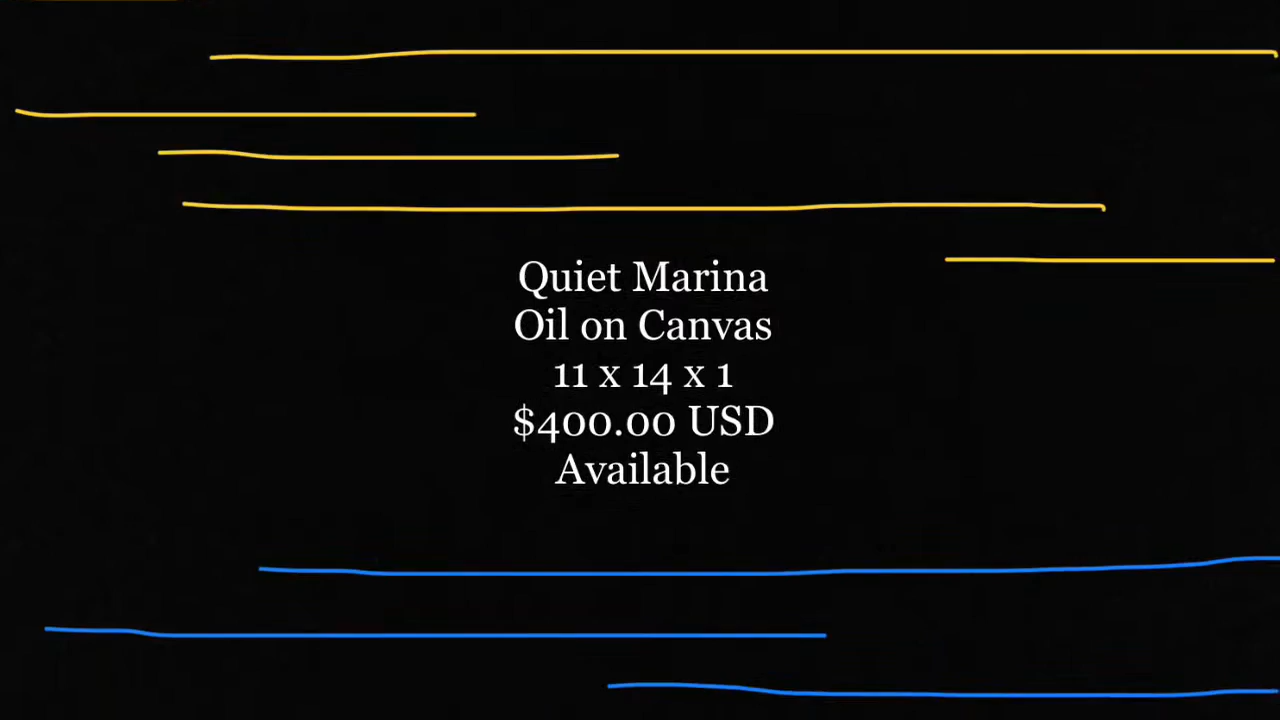 Quiet Marina
Oil on Canvas
11 x 14 x 1
$400.00 USD
Available